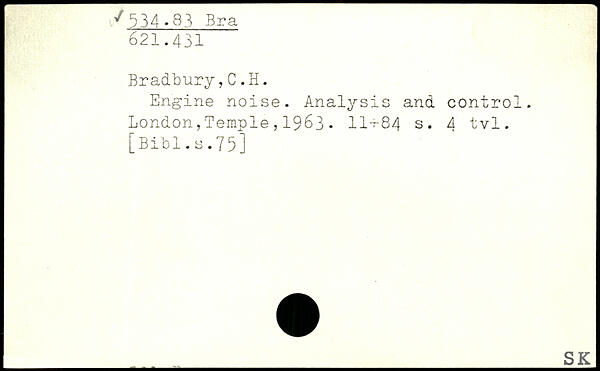 ✓ 534.83 Bra
621.431
Bradbury,C.H.
Engine noise. Analysis and control.
London,Temple,1963. 11÷84 s. 4 tvl.
[Bibl.s.75]
SK